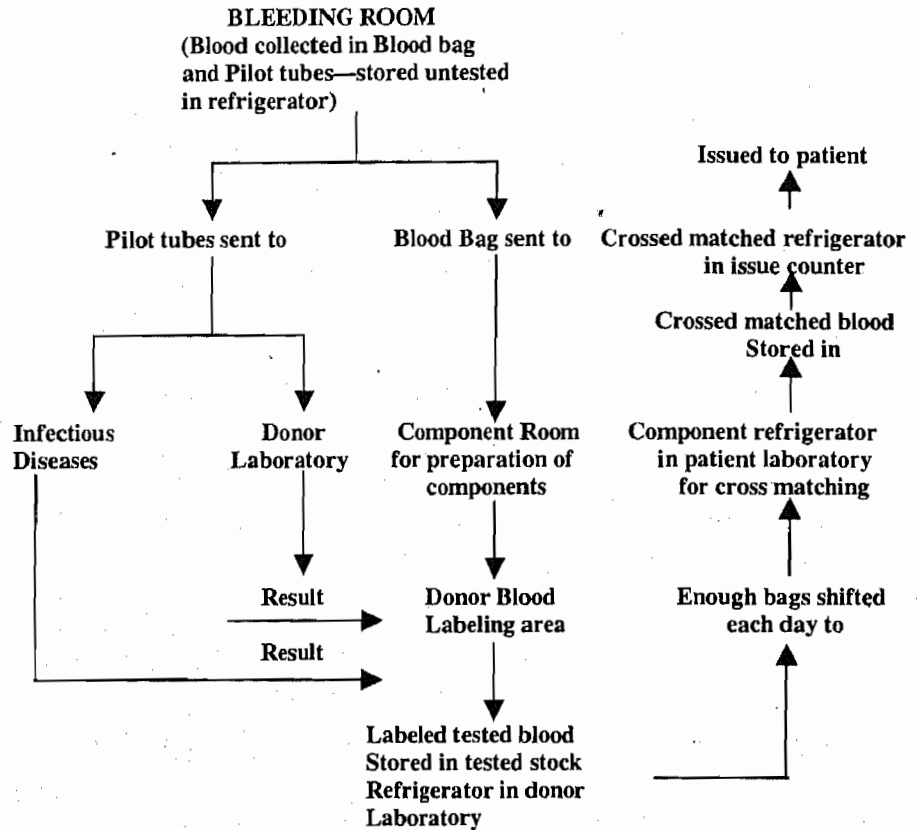 BLEEDING ROOM
(Blood collected in Blood bag
and Pilot tubes—stored untested
in refrigerator)
Pilot tubes sent to
Blood Bag sent to
Infectious
Diseases
Donor
Laboratory
Component Room
for preparation of
components
Result
Result
Donor Blood
Labeling area
Labeled tested blood
Stored in tested stock
Refrigerator in donor
Laboratory
Enough bags shifted
each day to
Component refrigerator
in patient laboratory
for cross matching
Crossed matched blood
Stored in
Crossed matched refrigerator
in issue counter
Issued to patient